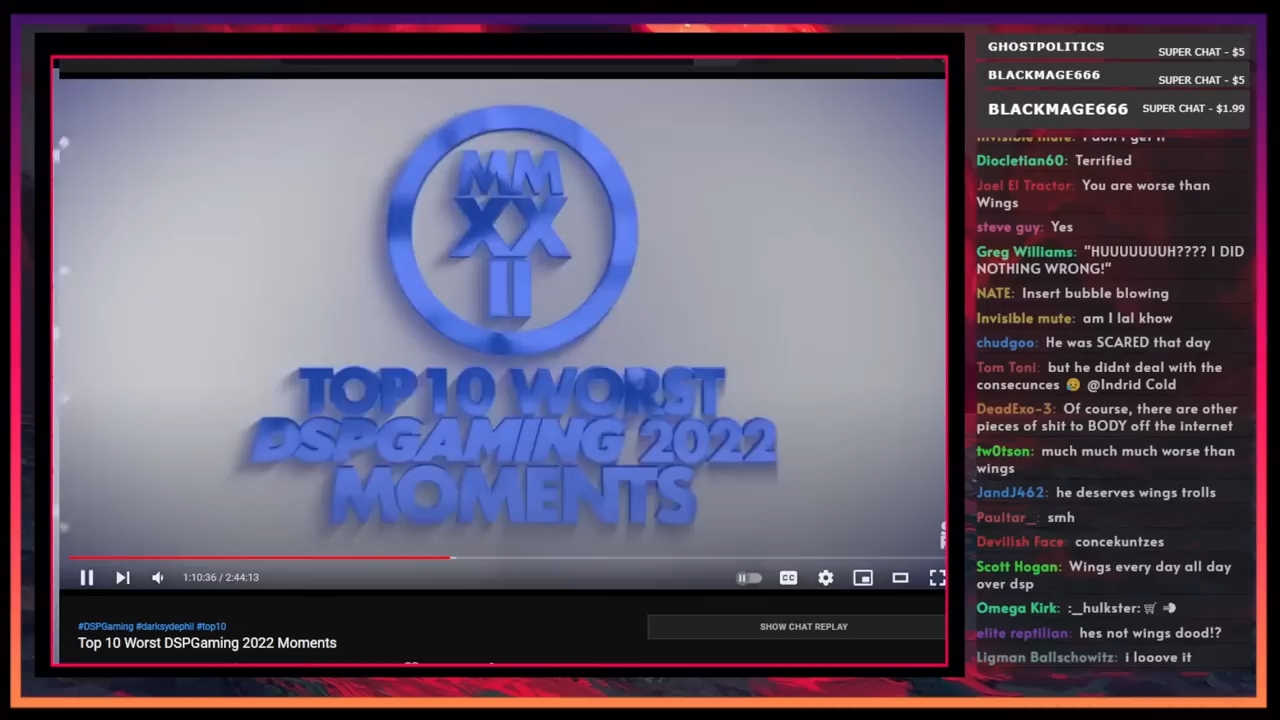 MM
XX
II
TOP 10 WORST
DSPGAMING 2022
MOMENTS
1:10:36 / 2:44:13
CC
#DSPGaming #darksydephil #top10
Top 10 Worst DSPGaming 2022 Moments
SHOW CHAT REPLAY
GHOSTPOLITICS SUPER CHAT - $5
BLACKMAGE666 SUPER CHAT - $5
BLACKMAGE666 SUPER CHAT - $1.99
Invisible mute: I don't get it
Diocletian60: Terrified
Joel El Tractor: You are worse than
Wings
steve guy: Yes
Greg Williams: "HUUUUUUUH???? I DID
NOTHING WRONG!"
NATE: Insert bubble blowing
Invisible mute: am I lal khow
chudgoo: He was SCARED that day
Tom Toni: but he didnt deal with the
consecunces 😥 @Indrid Cold
DeadExo-3: Of course, there are other
pieces of shit to BODY off the internet
tw0tson: much much much worse than
wings
JandJ462: he deserves wings trolls
Paultar_: smh
Devilish Face: concekuntzes
Scott Hogan: Wings every day all day
over dsp
Omega Kirk: :_hulkster:🛒 💨
elite reptilian: hes not wings dood!?
Ligman Ballschowitz: i looove it